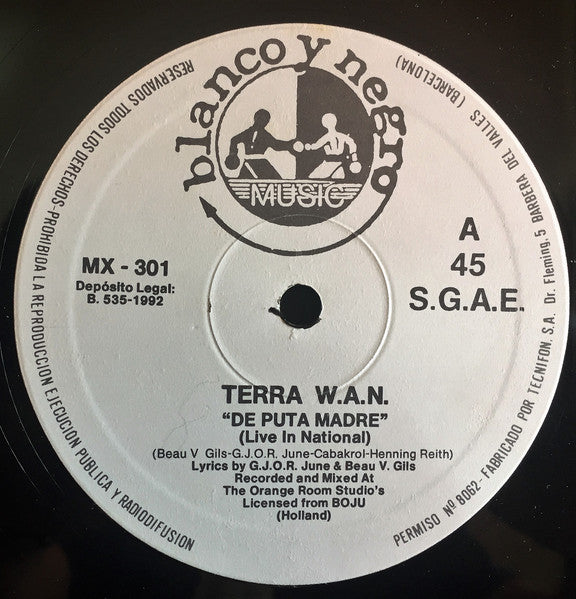 blanco y negro
MUSIC
MX - 301
Depósito Legal:
B. 535-1992
A
45
S.G.A.E.
TERRA W.A.N.
"DE PUTA MADRE"
(Live In National)
(Beau V Gils-G.J.O.R. June-Cabakrol-Henning Reith)
Lyrics by G.J.O.R. June & Beau V. Gils
Recorded and Mixed At
The Orange Room Studio's
Licensed from BOJU
(Holland)
RESERVADOS TODOS LOS DERECHOS-PROHIBIDA LA REPRODUCCION EJECUCION PUBLICA Y RADIODIFUSION
PERMISO Nº 8062- FABRICADO POR TECNIFON, S.A. Dr. Fleming, 5 BARBERA DEL VALLES (BARCELONA)